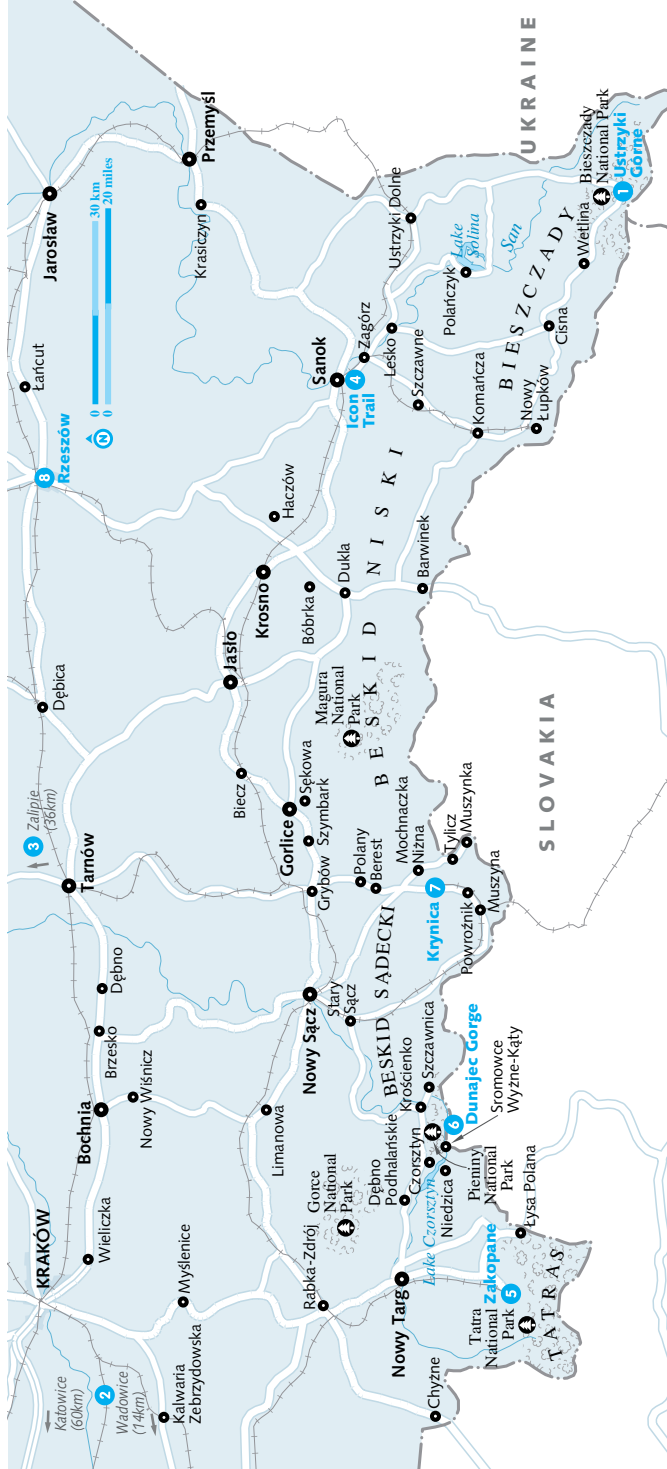 Katowice
(60km)
2
Wadowice
(14km)
Kalwaria
Zebrzydowska
KRAKÓW
Wieliczka
Myślenice
Bochnia
Nowy Wiśnicz
Brzesko
Dębno
Tarnów
3 Zalipie
(36km)
Dębica
8
Rzeszów
Łańcut
Jarosław
N
0
30 km
0
20 miles
Przemyśl
Krasiczyn
UKRAINE
Chyżne
Rabka-Zdrój
Limanowa
Gorce
National
Park
Nowy Targ
Dębno
Podhalańskie
Czorsztyn
Lake Czorsztyn
Niedzica
Pieniny
National
Park
Krościenko
Szczawnica
6
Dunajec Gorge
Sromowce
Wyżne-Kąty
Łysa Polana
Zakopane
5
Tatra
National
Park
TATRAS
Nowy Sącz
Stary
Sącz
BESKID SĄDECKI
Grybów
Polany
Berest
Krynica 7
Mochnaczka
Niżna
Tylicz
Muszynka
Powroźnik
Muszyna
Gorlice
Szymbark
Sękowa
Biecz
Jasło
Krosno
Haczów
Bóbrka
Dukla
Magura
National
Park
BESKID NISKI
Barwinek
SLOVAKIA
Sanok
4
Icon
Trail
Zagórz
Lesko
Szczawne
Komańcza
Nowy
Łupków
Ustrzyki Dolne
Polańczyk
Lake
Solina
San
BIESZCZADY
Cisna
Wetlina
Bieszczady
National Park
1 Ustrzyki
Górne